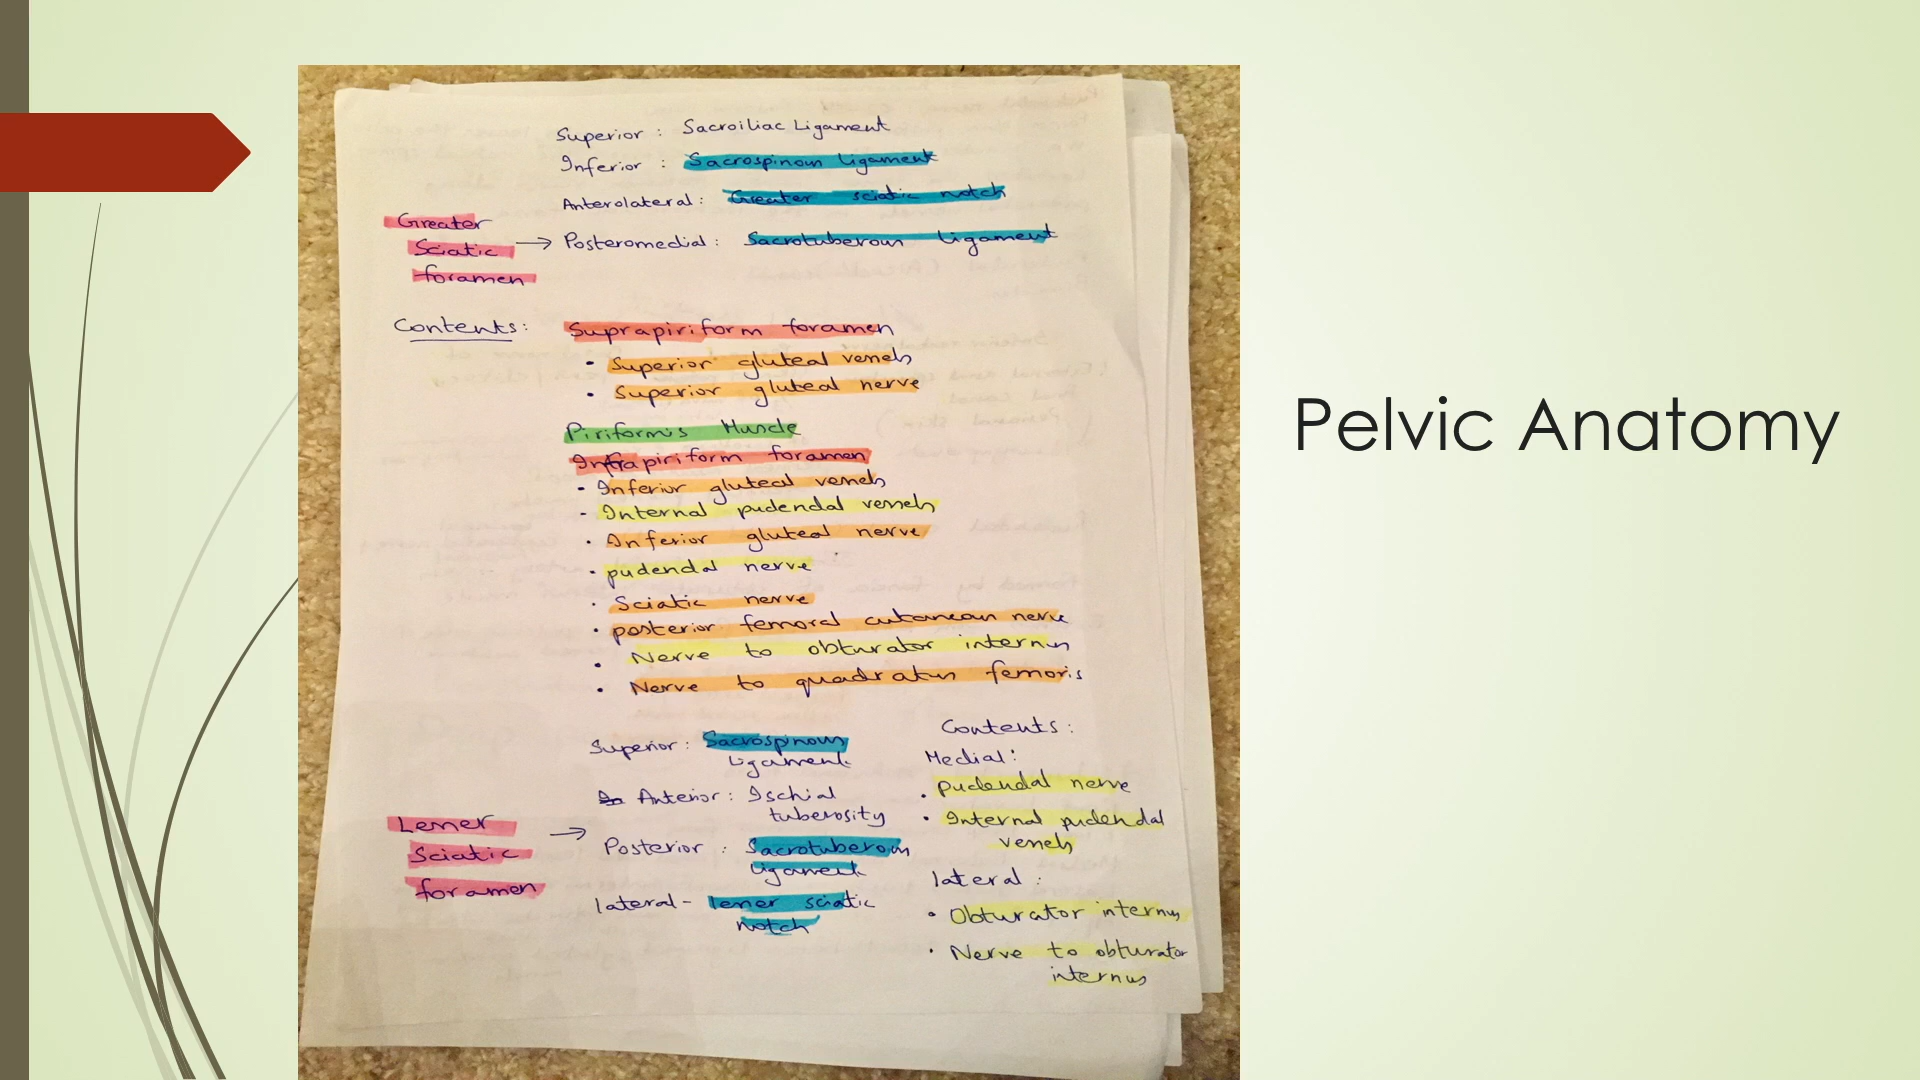 Superior : Sacroiliac Ligament
Inferior : Sacrospinous Ligament
Anterolateral : Greater sciatic notch
Greater
Sciatic → Posteromedial : Sacrotuberous Ligament
foramen
Contents : Suprapiriform foramen
• Superior gluteal vessels
• Superior gluteal nerve
Piriformis Muscle
Infrapiriform foramen
• Inferior gluteal vessels
• Internal pudendal vessels
• Inferior gluteal nerve
• pudendal nerve
• Sciatic nerve
• posterior femoral cutaneous nerve
• Nerve to obturator internus
• Nerve to quadratus femoris
Superior : Sacrospinous
Ligament
Anterior : Ischial
tuberosity
Lesser →
Sciatic
foramen
Posterior : Sacrotuberous
Ligament
lateral - lesser sciatic
notch
Contents :
Medial :
• pudendal nerve
• Internal pudendal
vessels
lateral :
• Obturator internus
• Nerve to obturator
internus
Pelvic Anatomy